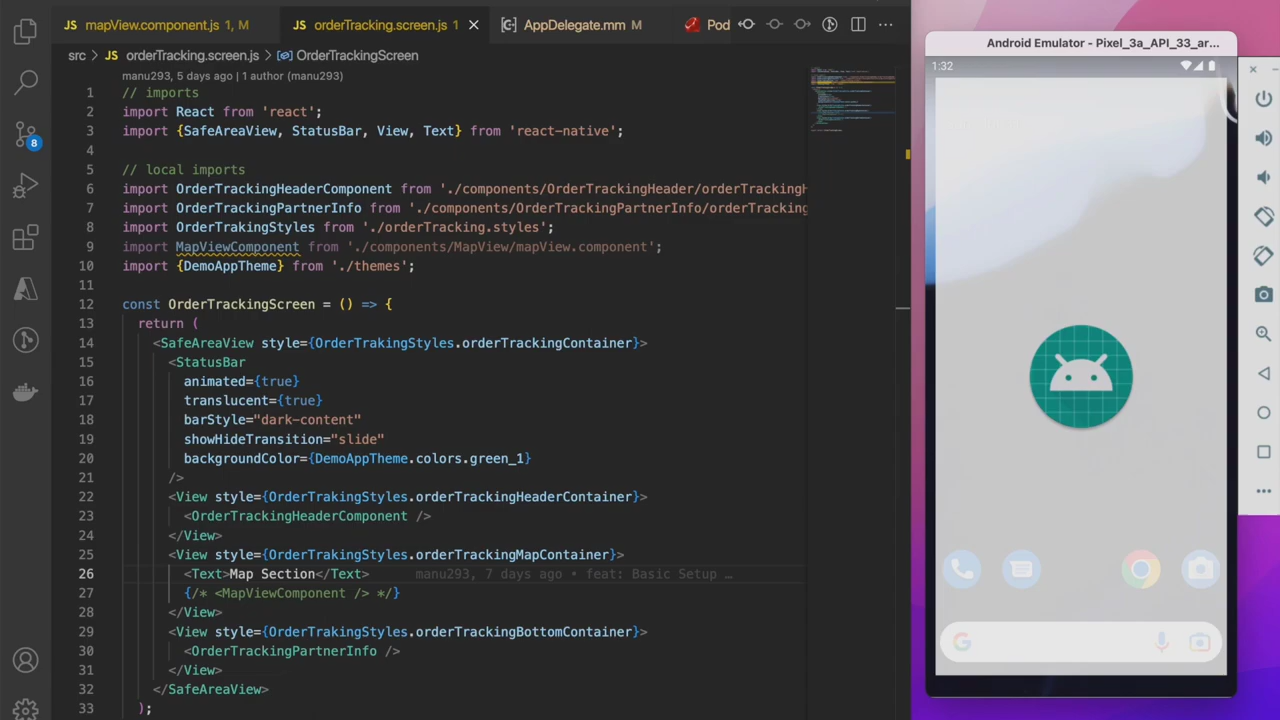 mapView.component.js 1, M
orderTracking.screen.js 1
AppDelegate.mm M
Pod
Android Emulator - Pixel_3a_API_33_ar...
src > JS orderTracking.screen.js > OrderTrackingScreen
1:32
manu293, 5 days ago | 1 author (manu293)
1 // imports
2 import React from 'react';
3 import {SafeAreaView, StatusBar, View, Text} from 'react-native';
4
5 // local imports
6 import OrderTrackingHeaderComponent from './components/OrderTrackingHeader/orderTrackingH
7 import OrderTrackingPartnerInfo from './components/OrderTrackingPartnerInfo/orderTracking
8 import OrderTrakingStyles from './orderTracking.styles';
9 import MapViewComponent from './components/MapView/mapView.component';
10 import {DemoAppTheme} from './themes';
11
12 const OrderTrackingScreen = () => {
13 return (
14 <SafeAreaView style={OrderTrakingStyles.orderTrackingContainer}>
15 <StatusBar
16 animated={true}
17 translucent={true}
18 barStyle="dark-content"
19 showHideTransition="slide"
20 backgroundColor={DemoAppTheme.colors.green_1}
21 />
22 <View style={OrderTrakingStyles.orderTrackingHeaderContainer}>
23 <OrderTrackingHeaderComponent />
24 </View>
25 <View style={OrderTrakingStyles.orderTrackingMapContainer}>
26 <Text>Map Section</Text> manu293, 7 days ago • feat: Basic Setup …
27 {/* <MapViewComponent /> */}
28 </View>
29 <View style={OrderTrakingStyles.orderTrackingBottomContainer}>
30 <OrderTrackingPartnerInfo />
31 </View>
32 </SafeAreaView>
33 );
8